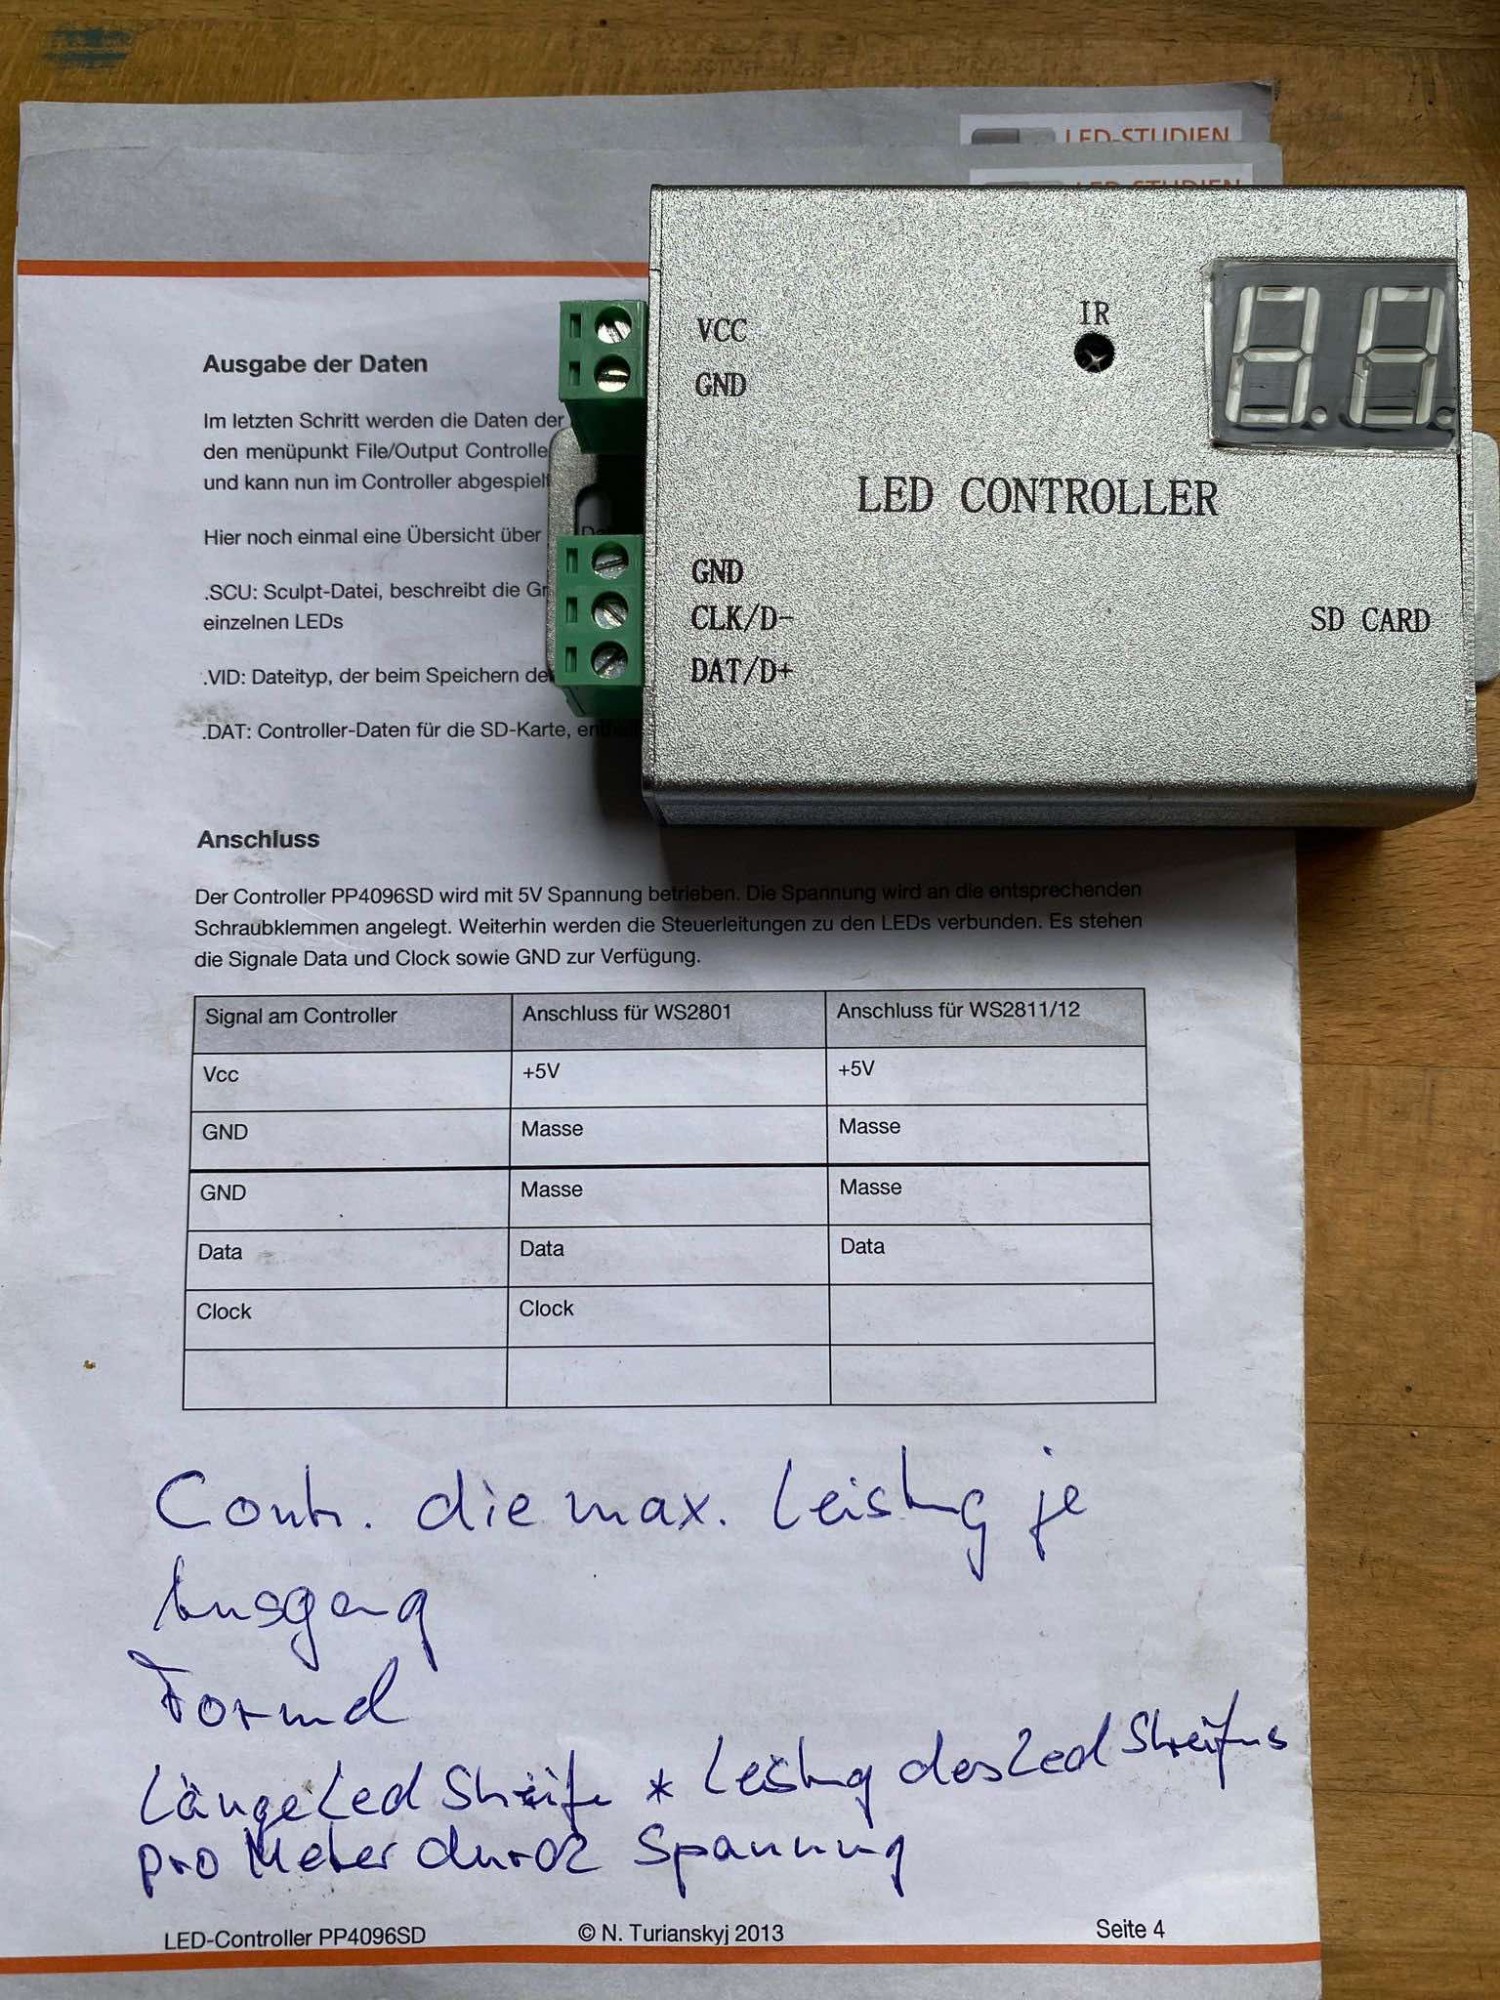 LED-STUDIEN
LED-STUDIEN
VCC
GND
IR
LED CONTROLLER
GND
CLK/D-
DAT/D+
SD CARD
Ausgabe der Daten
Im letzten Schritt werden die Daten der
den menüpunkt File/Output Controlle
und kann nun im Controller abgespielt
Hier noch einmal eine Übersicht über
.SCU: Sculpt-Datei, beschreibt die Gr
einzelnen LEDs
.VID: Dateityp, der beim Speichern de
.DAT: Controller-Daten für die SD-Karte,
Anschluss
Der Controller PP4096SD wird mit 5V Spannung betrieben. Die Spannung wird an die entsprechenden
Schraubklemmen angelegt. Weiterhin werden die Steuerleitungen zu den LEDs verbunden. Es stehen
die Signale Data und Clock sowie GND zur Verfügung.
Signal am Controller Anschluss für WS2801 Anschluss für WS2811/12
Vcc +5V +5V
GND Masse Masse
GND Masse Masse
Data Data Data
Clock Clock
Contr. die max. Leistung je
Ausgang
Formel
Länge Led Streife * Leistung des Led Streifens
pro Meter durch Spannung
LED-Controller PP4096SD © N. Turianskyj 2013 Seite 4